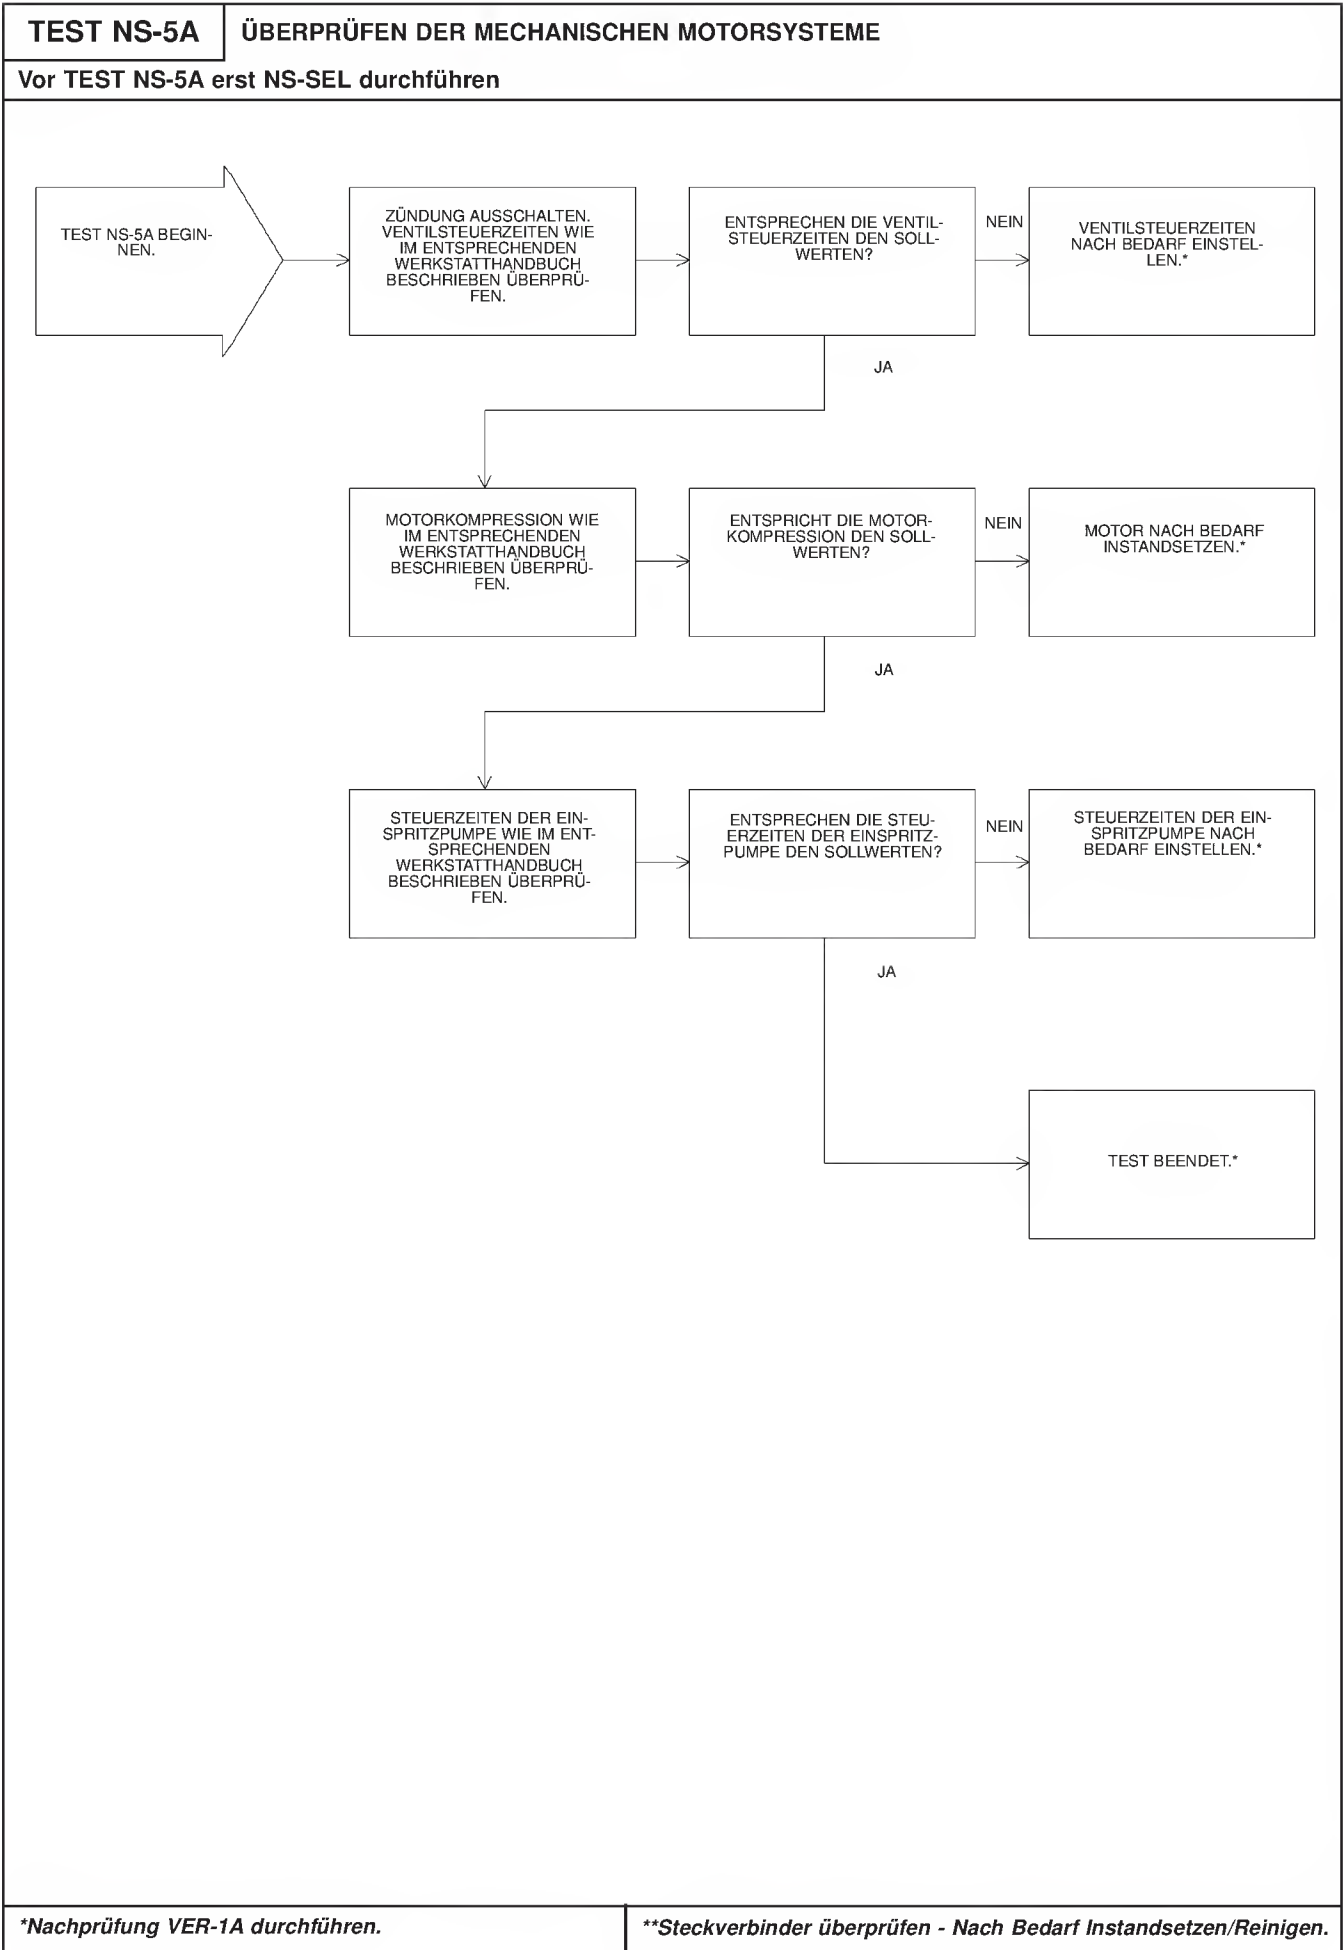 TEST NS-5A
ÜBERPRÜFEN DER MECHANISCHEN MOTORSYSTEME
Vor TEST NS-5A erst NS-SEL durchführen
TEST NS-5A BEGIN-
NEN.
ZÜNDUNG AUSSCHALTEN.
VENTILSTEUERZEITEN WIE
IM ENTSPRECHENDEN
WERKSTATTHANDBUCH
BESCHRIEBEN ÜBERPRÜ-
FEN.
ENTSPRECHEN DIE VENTIL-
STEUERZEITEN DEN SOLL-
WERTEN?
NEIN
VENTILSTEUERZEITEN
NACH BEDARF EINSTEL-
LEN.*
JA
MOTORKOMPRESSION WIE
IM ENTSPRECHENDEN
WERKSTATTHANDBUCH
BESCHRIEBEN ÜBERPRÜ-
FEN.
ENTSPRICHT DIE MOTOR-
KOMPRESSION DEN SOLL-
WERTEN?
NEIN
MOTOR NACH BEDARF
INSTANDSETZEN.*
JA
STEUERZEITEN DER EIN-
SPRITZPUMPE WIE IM ENT-
SPRECHENDEN
WERKSTATTHANDBUCH
BESCHRIEBEN ÜBERPRÜ-
FEN.
ENTSPRECHEN DIE STEU-
ERZEITEN DER EINSPRITZ-
PUMPE DEN SOLLWERTEN?
NEIN
STEUERZEITEN DER EIN-
SPRITZPUMPE NACH
BEDARF EINSTELLEN.*
JA
TEST BEENDET.*
*Nachprüfung VER-1A durchführen.
**Steckverbinder überprüfen - Nach Bedarf Instandsetzen/Reinigen.